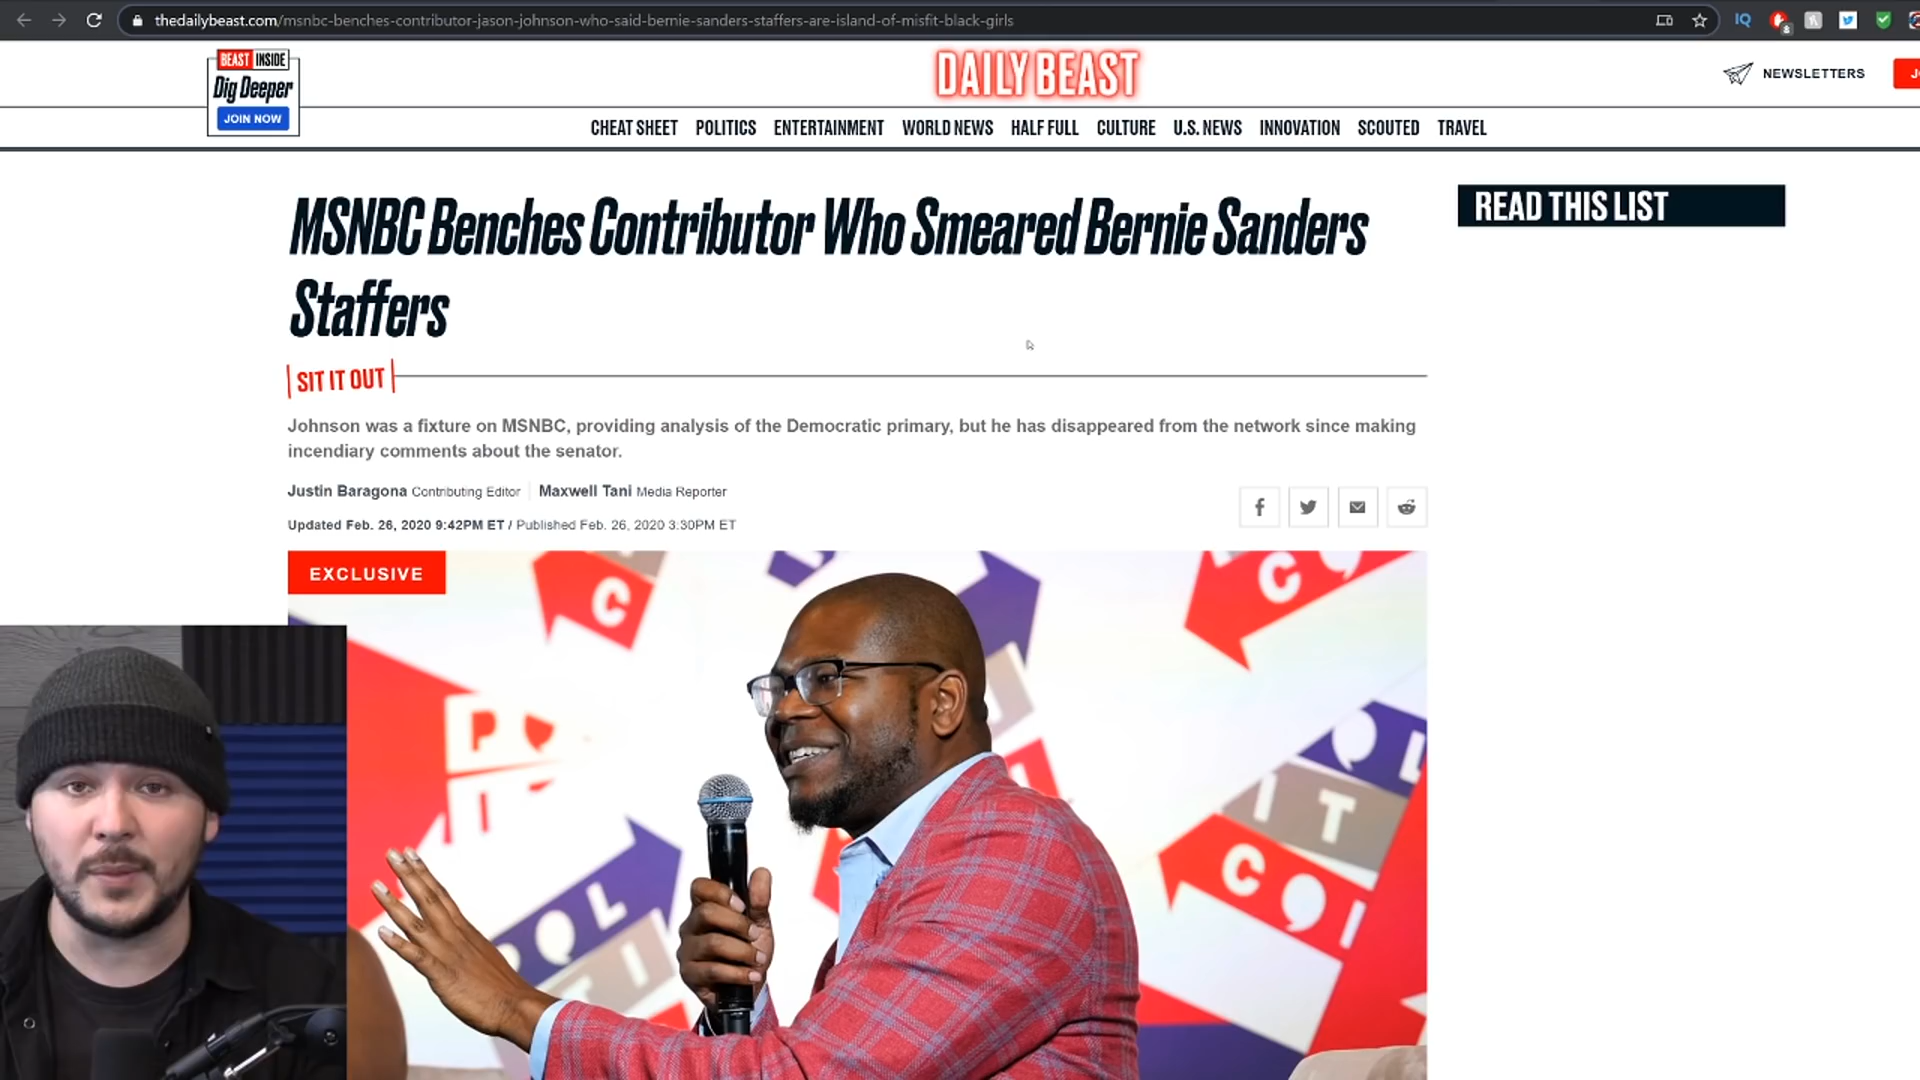 thedailybeast.com/msnbc-benches-contributor-jason-johnson-who-said-bernie-sanders-staffers-are-island-of-misfit-black-girls
IQ
8
BEAST INSIDE
Dig Deeper
JOIN NOW
DAILY BEAST
NEWSLETTERS
CHEAT SHEET POLITICS ENTERTAINMENT WORLD NEWS HALF FULL CULTURE U.S. NEWS INNOVATION SCOUTED TRAVEL
MSNBC Benches Contributor Who Smeared Bernie Sanders
Staffers
READ THIS LIST
SIT IT OUT
Johnson was a fixture on MSNBC, providing analysis of the Democratic primary, but he has disappeared from the network since making
incendiary comments about the senator.
Justin Baragona Contributing Editor Maxwell Tani Media Reporter
Updated Feb. 26, 2020 9:42PM ET / Published Feb. 26, 2020 3:30PM ET
EXCLUSIVE